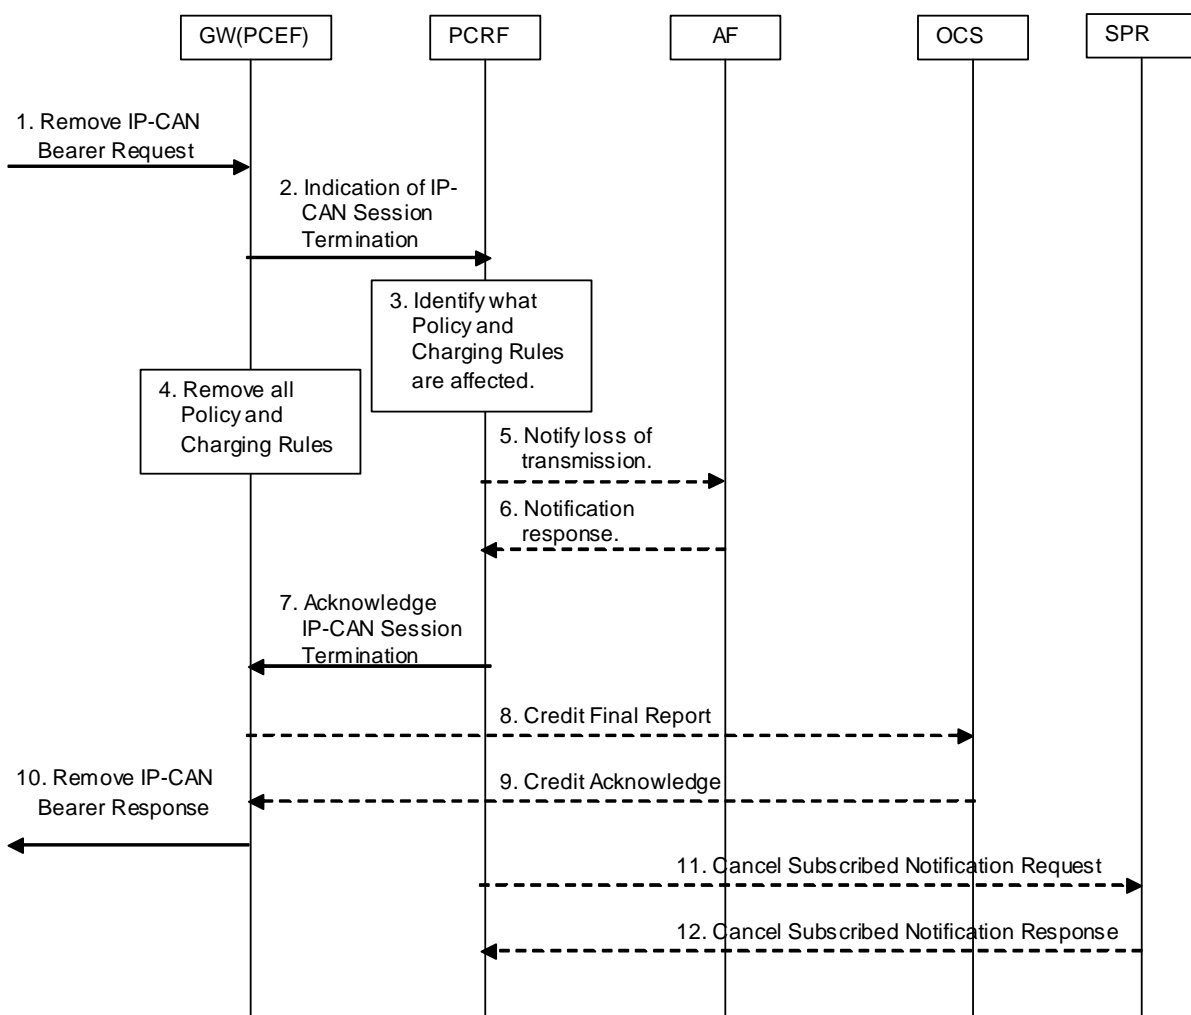 GW(PCEF)
PCRF
AF
OCS
SPR
1. Remove IP-CAN
Bearer Request
2. Indication of IP-
CAN Session
Termination
3. Identify what
Policy and
Charging Rules
are affected.
4. Remove all
Policy and
Charging Rules
5. Notify loss of
transmission.
6. Notification
response.
7. Acknowledge
IP-CAN Session
Termination
8. Credit Final Report
9. Credit Acknowledge
10. Remove IP-CAN
Bearer Response
11. Cancel Subscribed Notification Request
12. Cancel Subscribed Notification Response